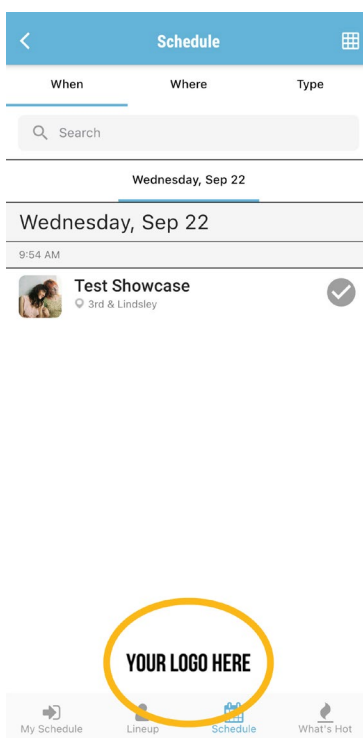 Schedule
When Where Type
Search
Wednesday, Sep 22
Wednesday, Sep 22
9:54 AM
Test Showcase
3rd & Lindsley
YOUR LOGO HERE
My Schedule Lineup Schedule What's Hot